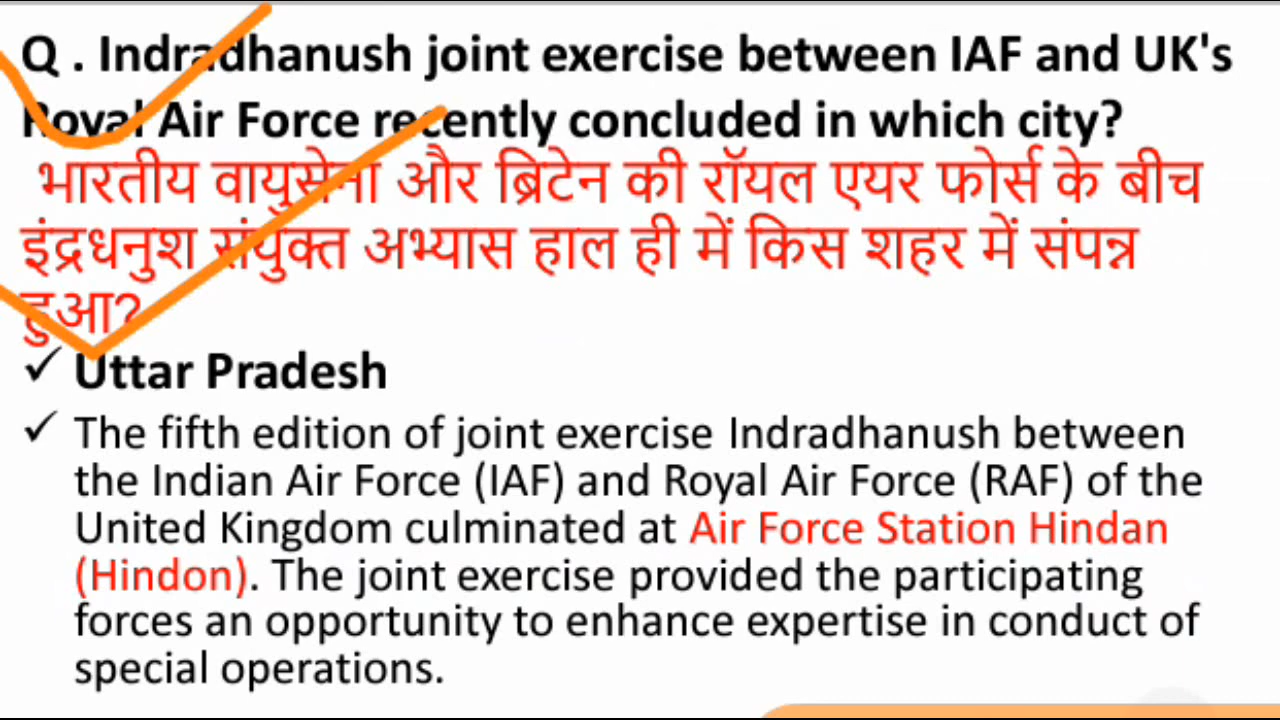 Q . Indradhanush joint exercise between IAF and UK's
Royal Air Force recently concluded in which city?
भारतीय वायुसेना और ब्रिटेन की रॉयल एयर फोर्स के बीच
इंद्रधनुश संयुक्त अभ्यास हाल ही में किस शहर में संपन्न
हुआ?
✓ Uttar Pradesh
✓ The fifth edition of joint exercise Indradhanush between
the Indian Air Force (IAF) and Royal Air Force (RAF) of the
United Kingdom culminated at Air Force Station Hindan
(Hindon). The joint exercise provided the participating
forces an opportunity to enhance expertise in conduct of
special operations.